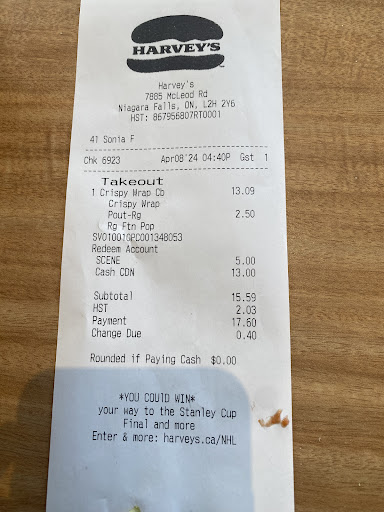 HARVEY'S
Harvey's
7885 McLeod Rd
Niagara Falls, ON, L2H 2Y6
HST: 867956807RT0001
41 Sonia F
Chk 6923 Apr08'24 04:40P Gst 1
Takeout
1 Crispy Wrap Cb 13.09
Crispy Wrap
Pout-Rg 2.50
Rg Ftn Pop
SV01001GPC001348053
Redeem Account
SCENE 5.00
Cash CDN 13.00
Subtotal 15.59
HST 2.03
Payment 17.60
Change Due 0.40
Rounded if Paying Cash $0.00
*YOU COULD WIN*
your way to the Stanley Cup
Final and more
Enter & more: harveys.ca/NHL